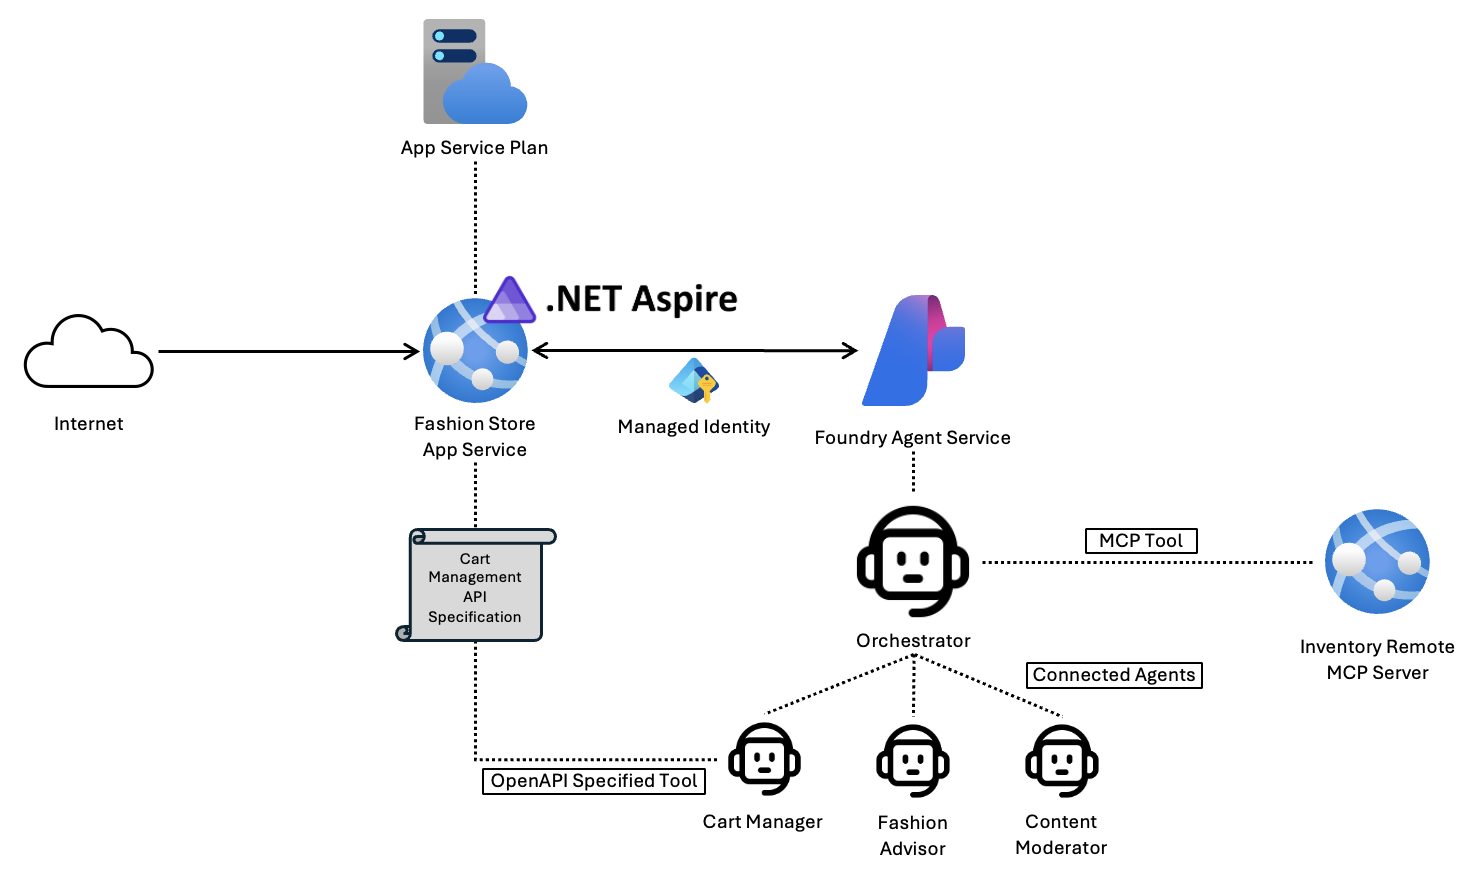 App Service Plan
.NET Aspire
Internet
Fashion Store
App Service
Managed Identity
Foundry Agent Service
Cart
Management
API
Specification
MCP Tool
Orchestrator
Inventory Remote
MCP Server
Connected Agents
OpenAPI Specified Tool
Cart Manager
Fashion
Advisor
Content
Moderator